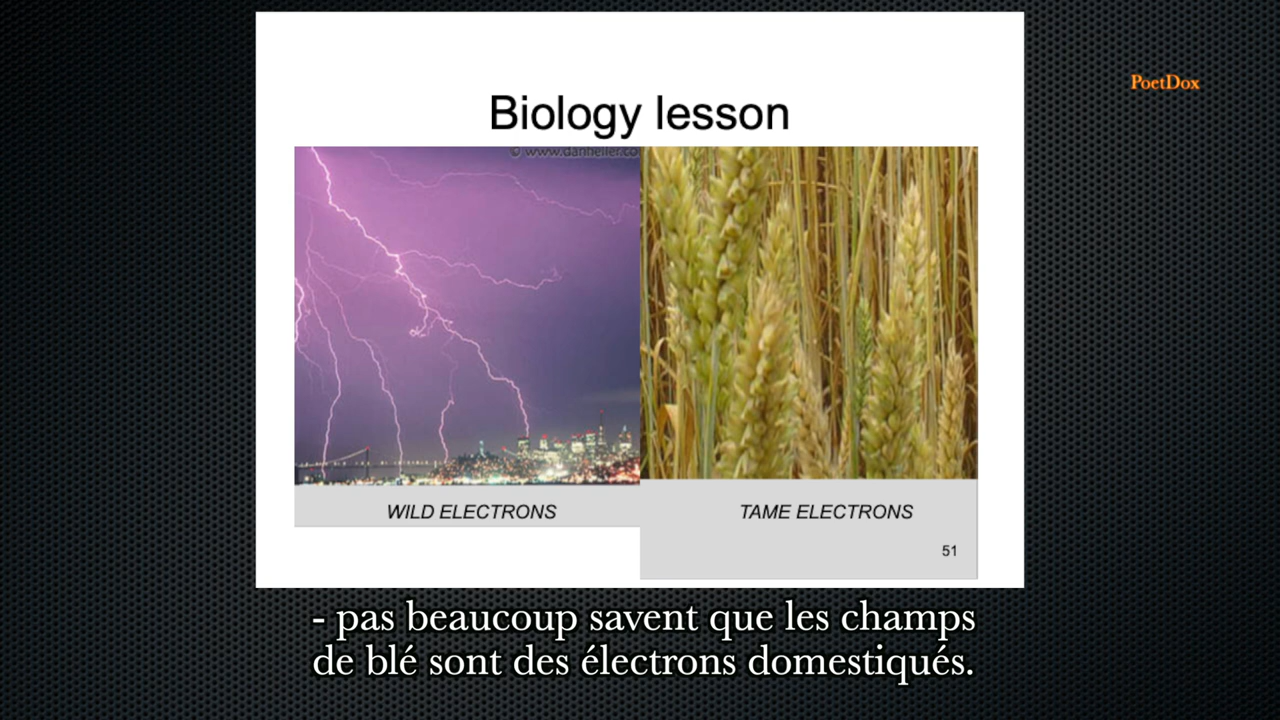 PoetDox
Biology lesson
© www.danheller.co
WILD ELECTRONS
TAME ELECTRONS
51
- pas beaucoup savent que les champs
de blé sont des électrons domestiqués.